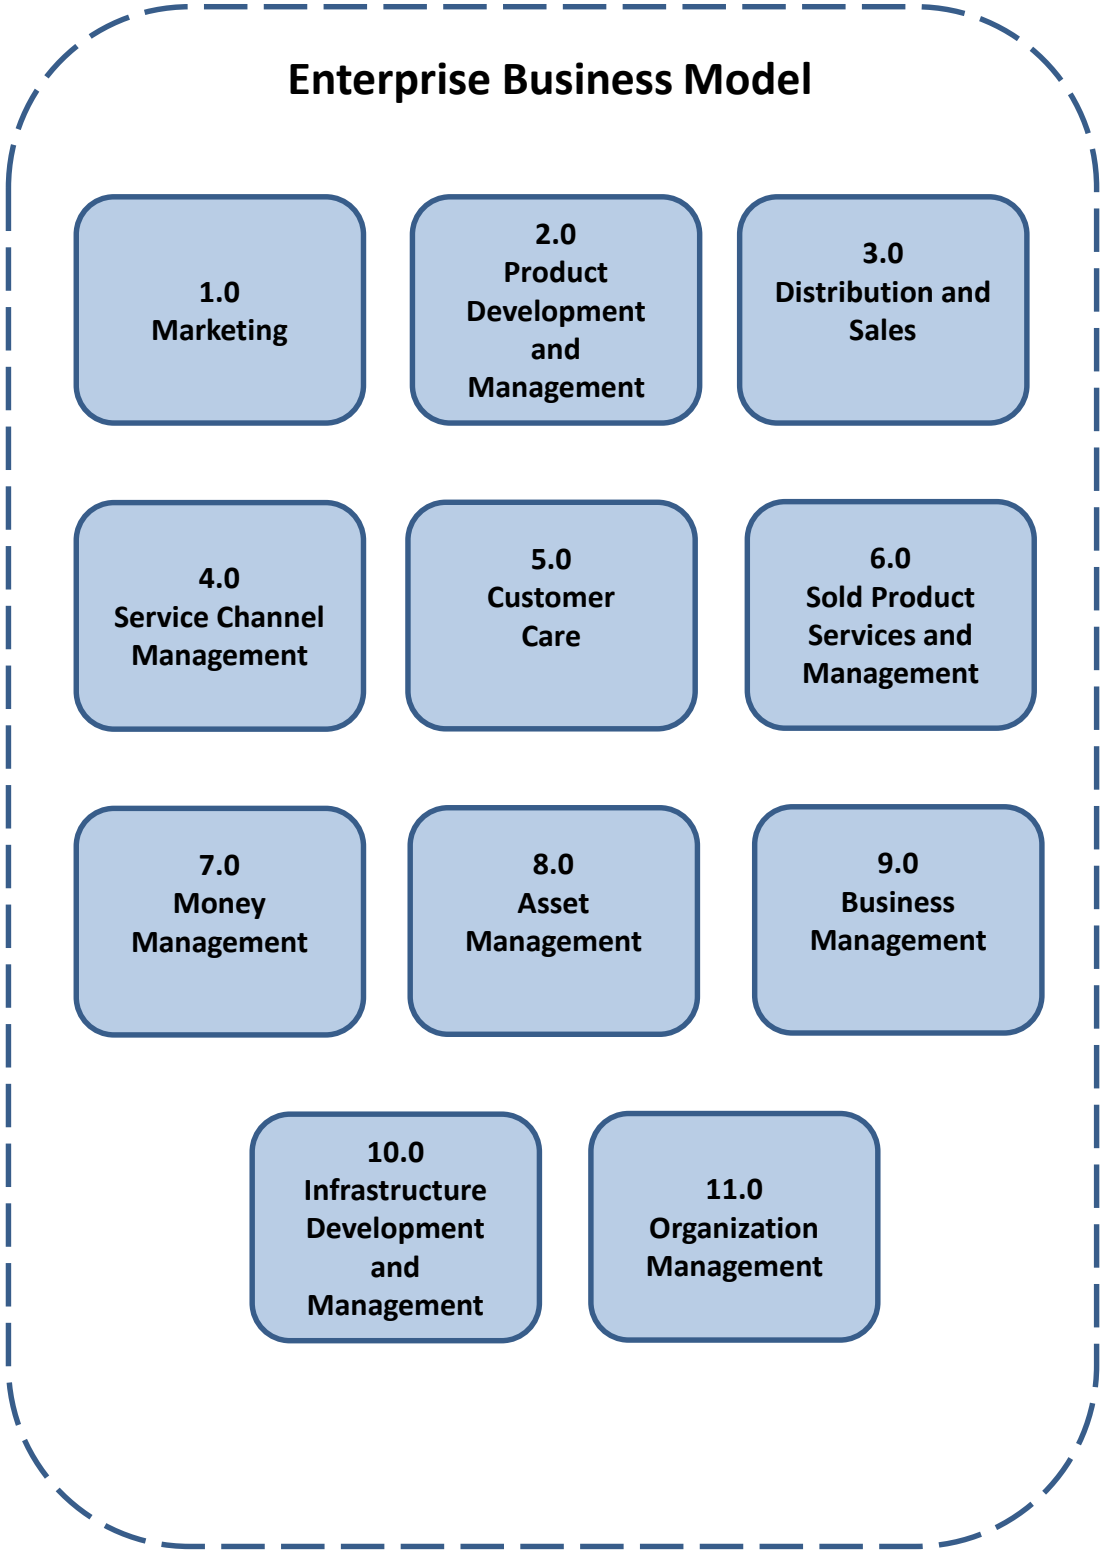 Enterprise Business Model
1.0
Marketing
2.0
Product
Development
and
Management
3.0
Distribution and
Sales
4.0
Service Channel
Management
5.0
Customer
Care
6.0
Sold Product
Services and
Management
7.0
Money
Management
8.0
Asset
Management
9.0
Business
Management
10.0
Infrastructure
Development
and
Management
11.0
Organization
Management